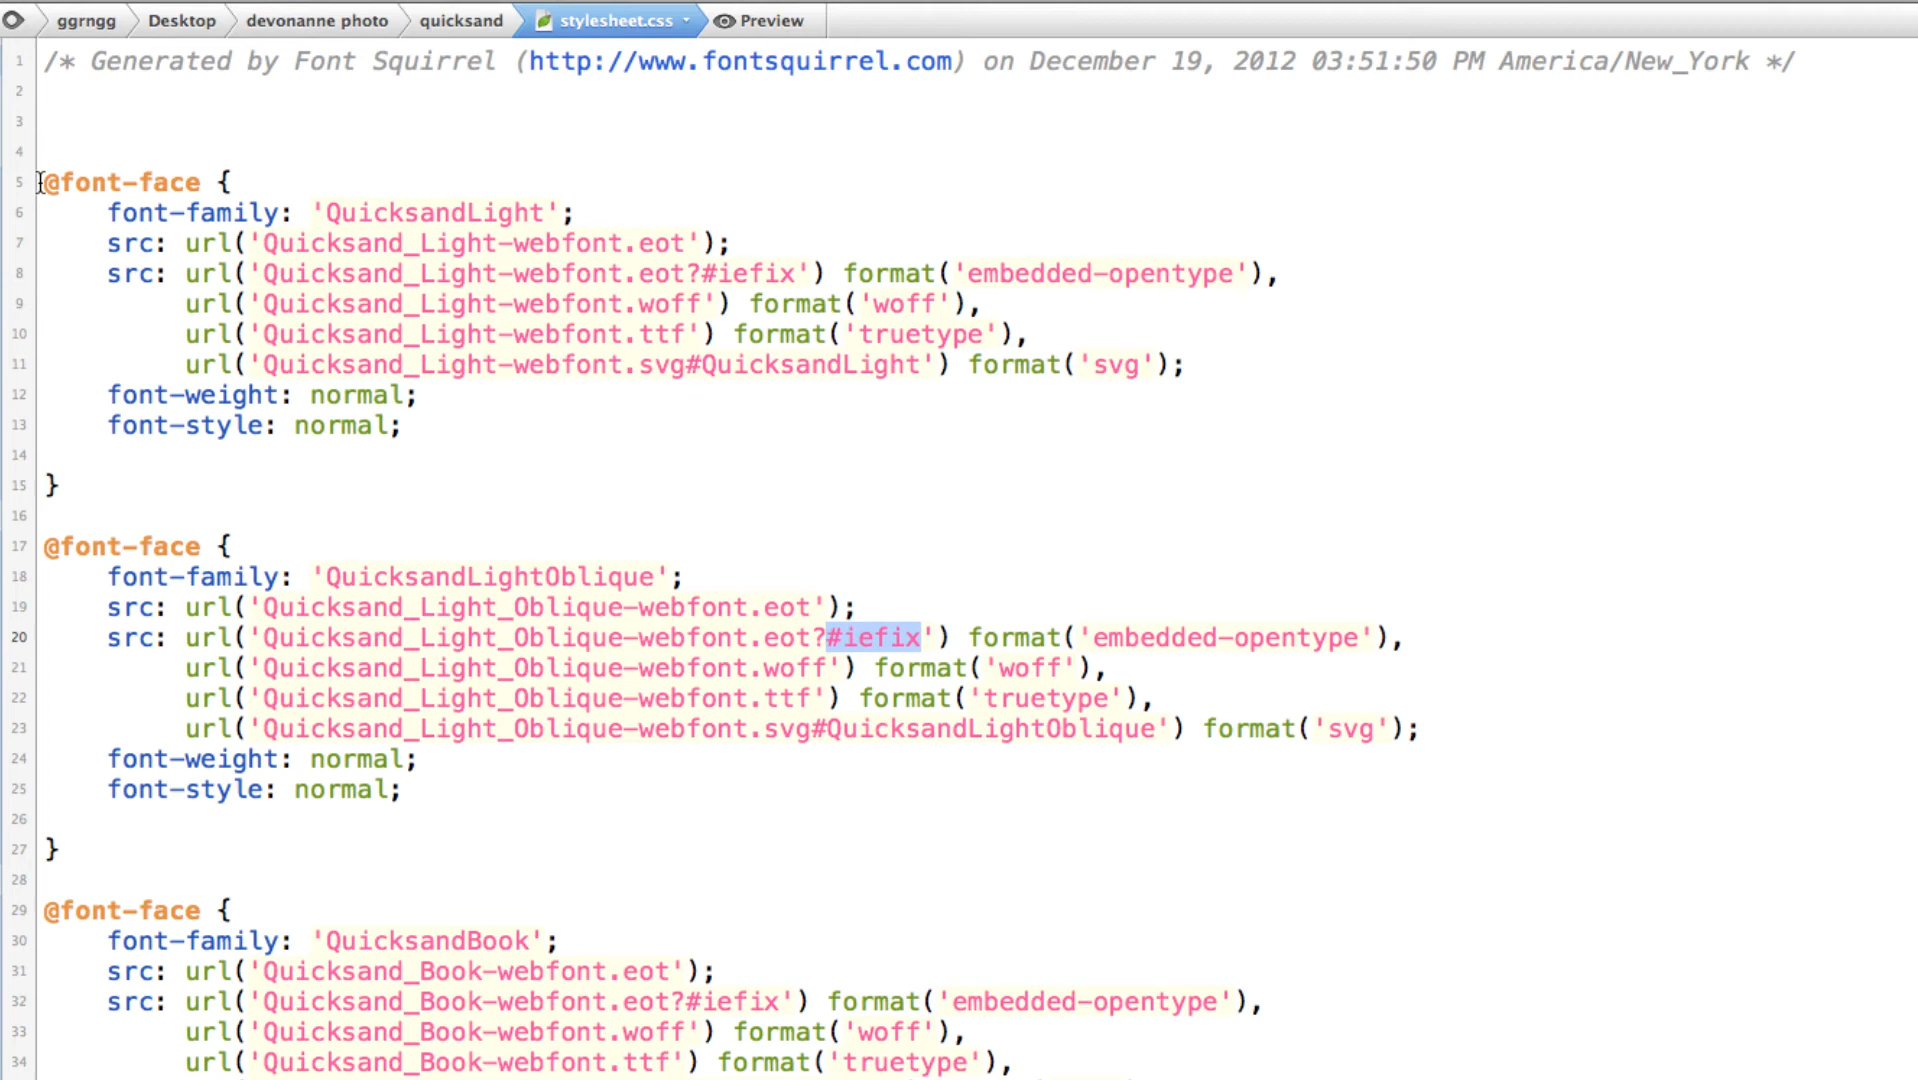 ggrngg Desktop devonanne photo quicksand stylesheet.css Preview
1 /* Generated by Font Squirrel (http://www.fontsquirrel.com) on December 19, 2012 03:51:50 PM America/New_York */
2
3
4
5 @font-face {
6 font-family: 'QuicksandLight';
7 src: url('Quicksand_Light-webfont.eot');
8 src: url('Quicksand_Light-webfont.eot?#iefix') format('embedded-opentype'),
9 url('Quicksand_Light-webfont.woff') format('woff'),
10 url('Quicksand_Light-webfont.ttf') format('truetype'),
11 url('Quicksand_Light-webfont.svg#QuicksandLight') format('svg');
12 font-weight: normal;
13 font-style: normal;
14
15 }
16
17 @font-face {
18 font-family: 'QuicksandLightOblique';
19 src: url('Quicksand_Light_Oblique-webfont.eot');
20 src: url('Quicksand_Light_Oblique-webfont.eot?#iefix') format('embedded-opentype'),
21 url('Quicksand_Light_Oblique-webfont.woff') format('woff'),
22 url('Quicksand_Light_Oblique-webfont.ttf') format('truetype'),
23 url('Quicksand_Light_Oblique-webfont.svg#QuicksandLightOblique') format('svg');
24 font-weight: normal;
25 font-style: normal;
26
27 }
28
29 @font-face {
30 font-family: 'QuicksandBook';
31 src: url('Quicksand_Book-webfont.eot');
32 src: url('Quicksand_Book-webfont.eot?#iefix') format('embedded-opentype'),
33 url('Quicksand_Book-webfont.woff') format('woff'),
34 url('Quicksand_Book-webfont.ttf') format('truetype'),